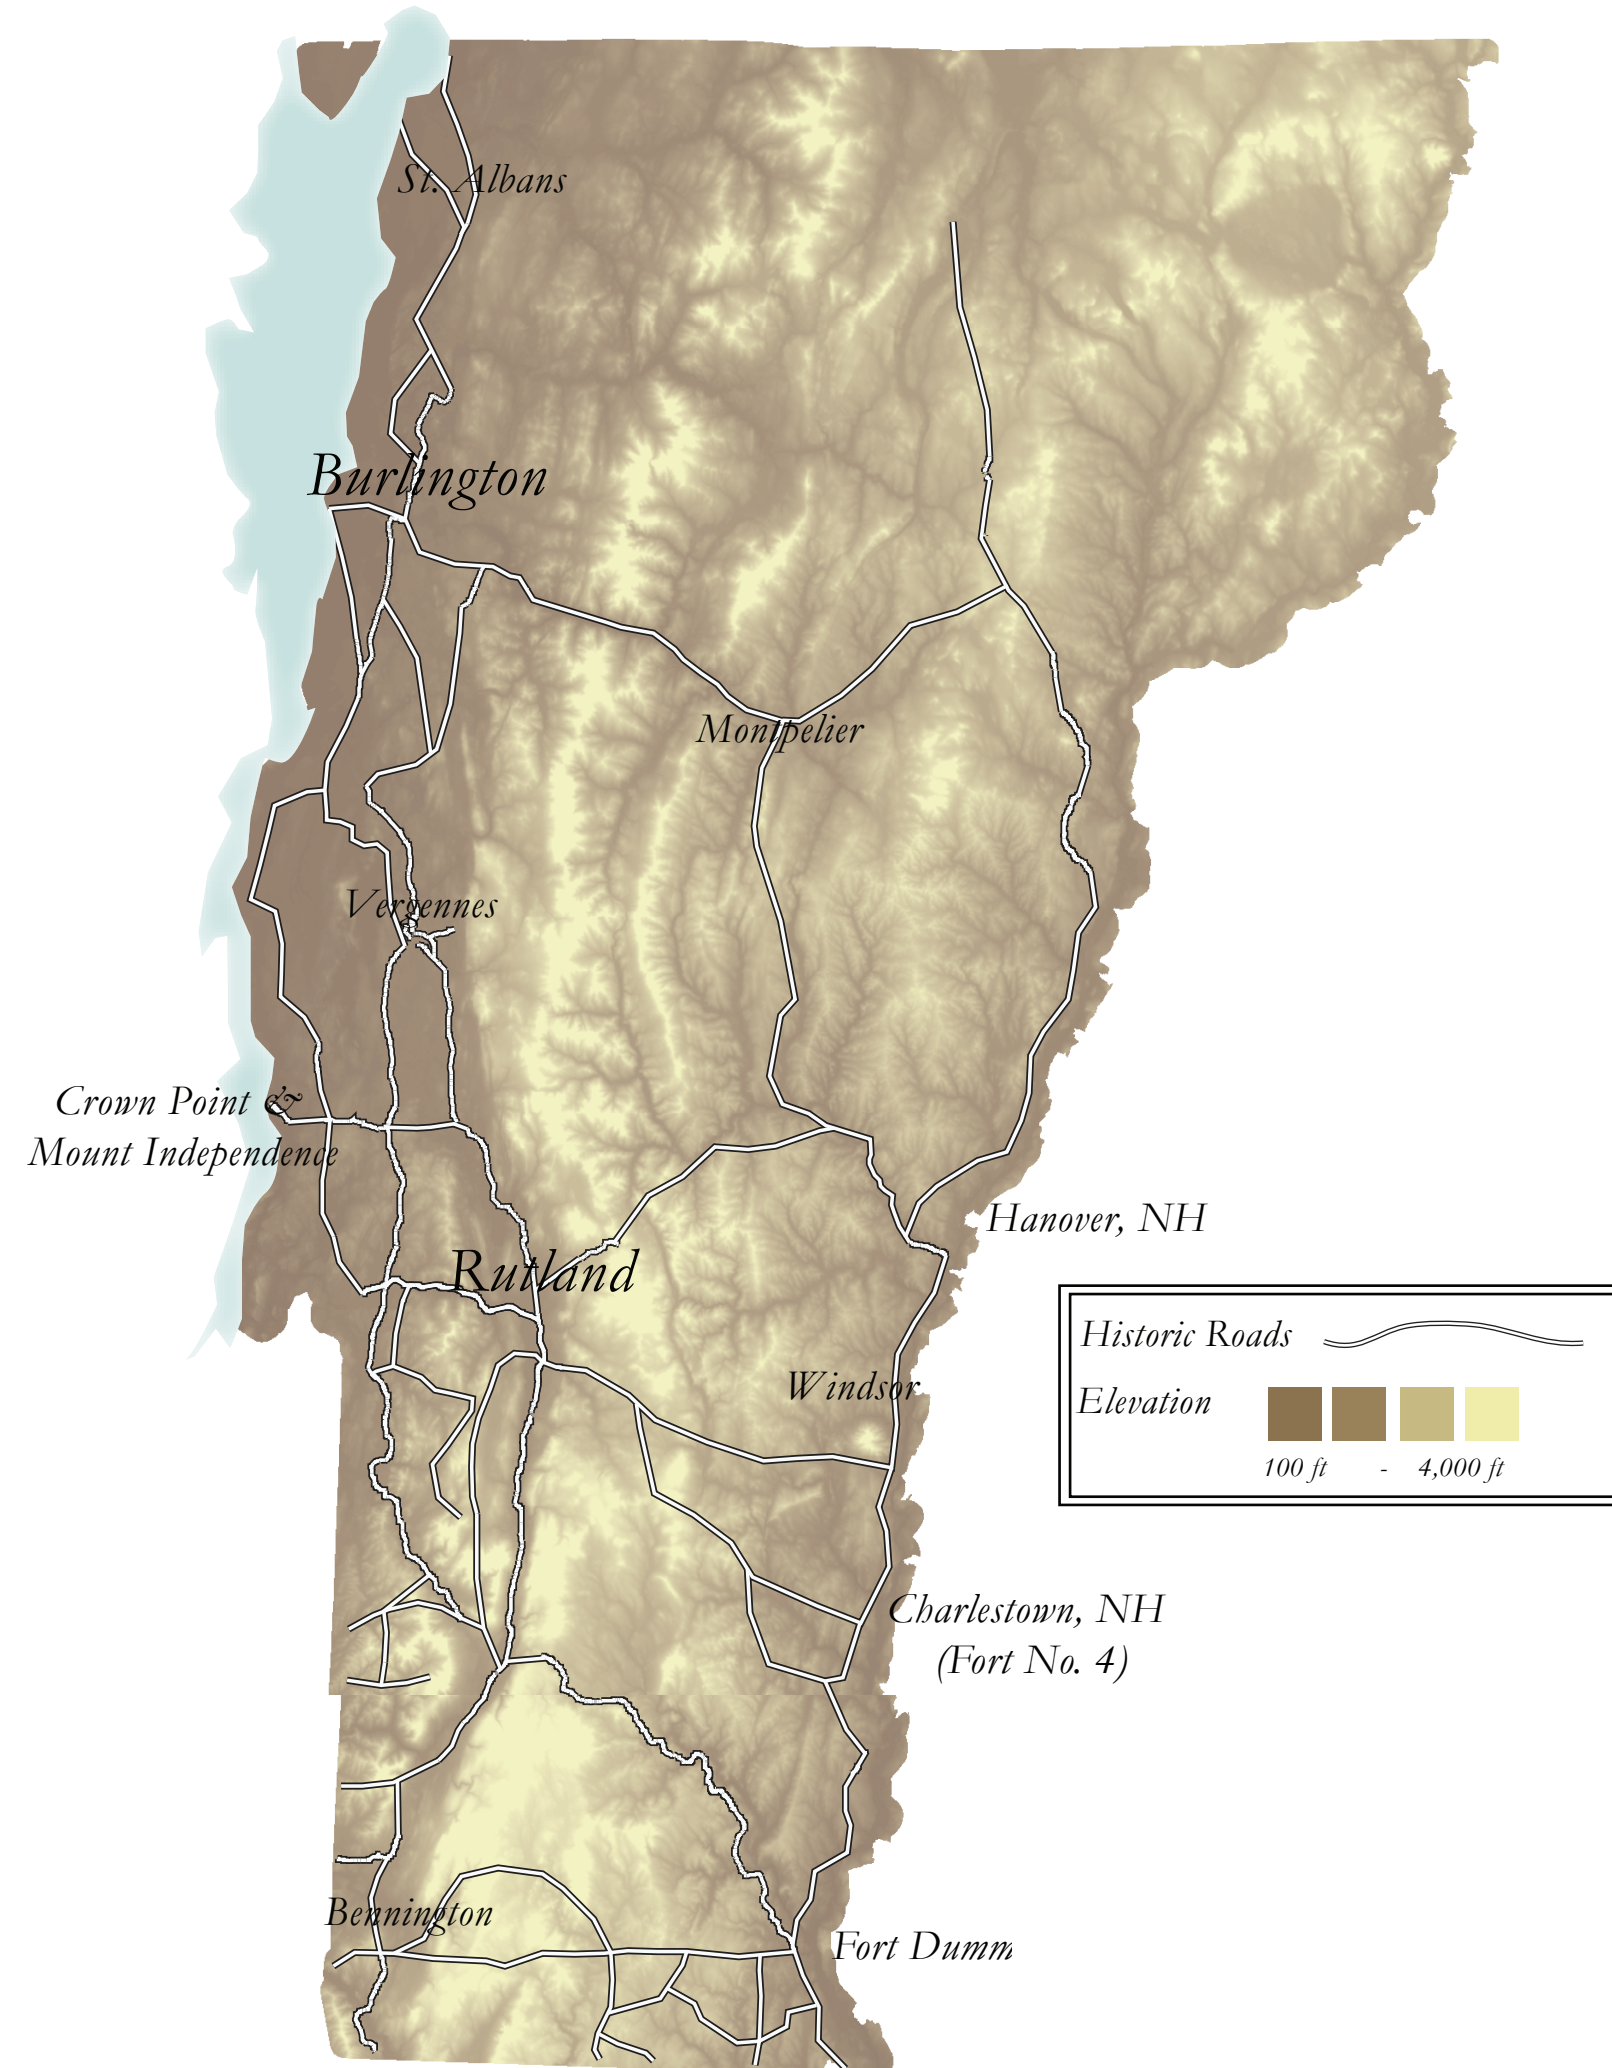 St. Albans
Burlington
Montpelier
Vergennes
Crown Point &
Mount Independence
Hanover, NH
Rutland
Historic Roads
Windsor
Elevation
100 ft - 4,000 ft
Charlestown, NH
(Fort No. 4)
Bennington
Fort Dumm